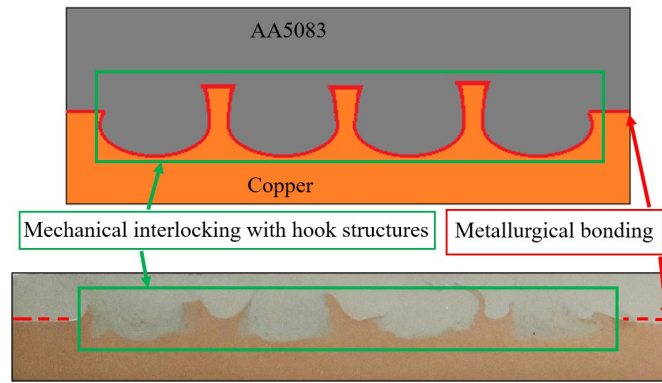 AA5083
Copper
Mechanical interlocking with hook structures
Metallurgical bonding